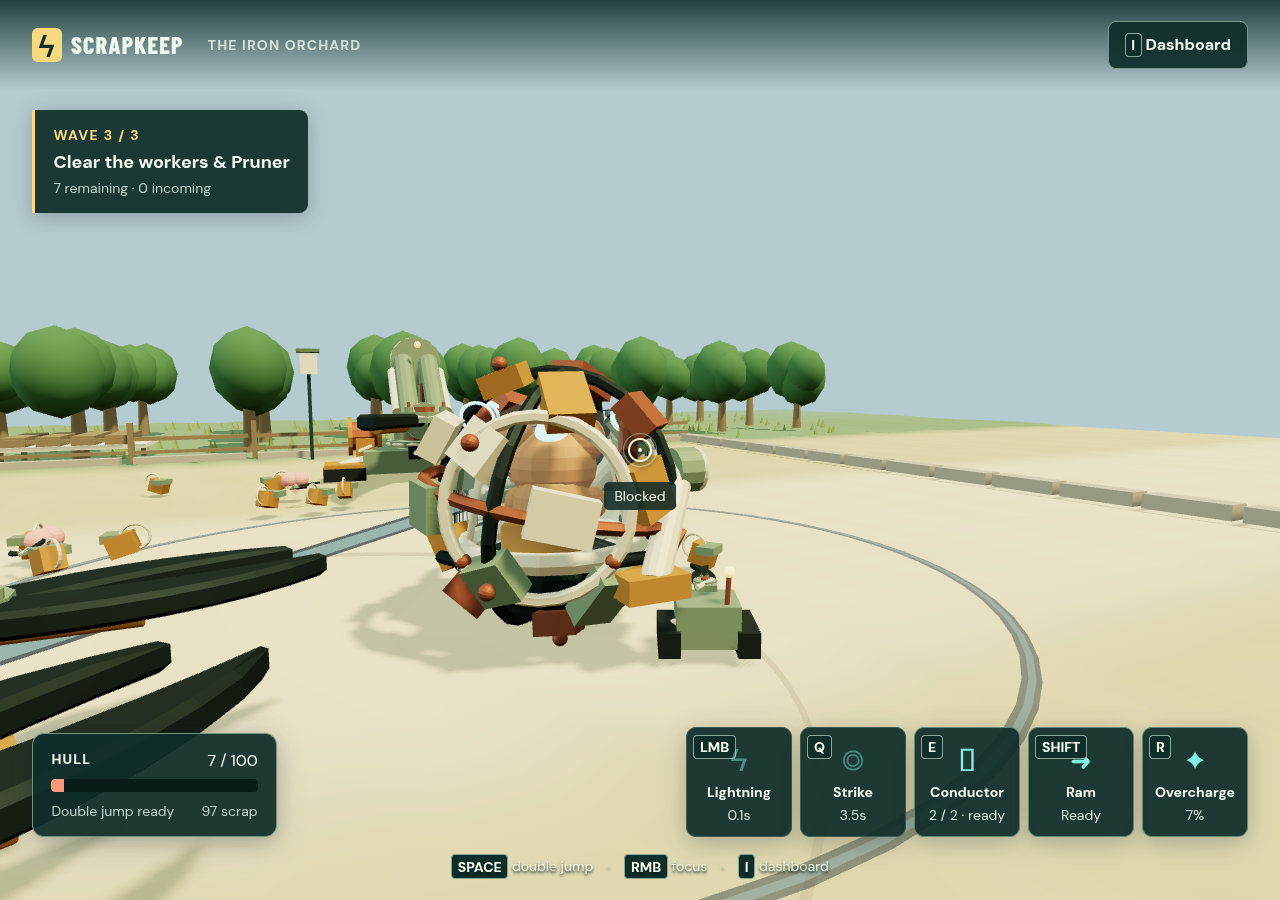 SCRAPKEEP
THE IRON ORCHARD
I Dashboard
WAVE 3 / 3
Clear the workers & Pruner
7 remaining · 0 incoming
Blocked
HULL
7 / 100
Double jump ready
97 scrap
LMB
Lightning
0.1s
Q
Strike
3.5s
E
Conductor
2 / 2 · ready
SHIFT
Ram
Ready
R
Overcharge
7%
SPACE double jump · RMB focus · I dashboard